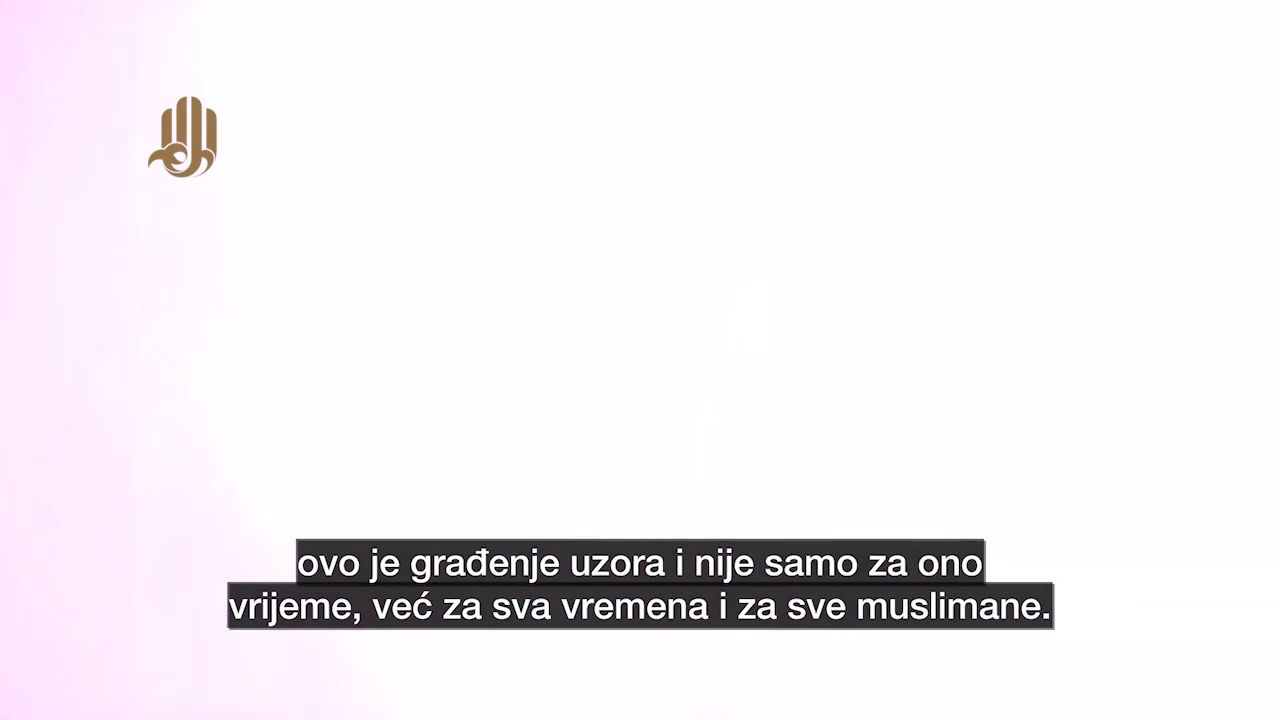 ovo je građenje uzora i nije samo za ono
vrijeme, već za sva vremena i za sve muslimane.